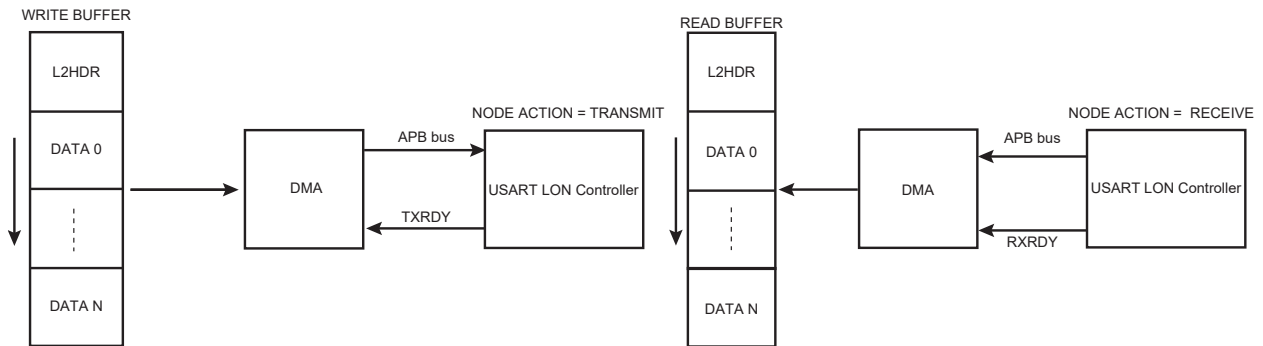 WRITE BUFFER
L2HDR
DATA 0
DATA N
DMA
APB bus
TXRDY
NODE ACTION = TRANSMIT
USART LON Controller
READ BUFFER
L2HDR
DATA 0
DATA N
DMA
APB bus
RXRDY
NODE ACTION = RECEIVE
USART LON Controller